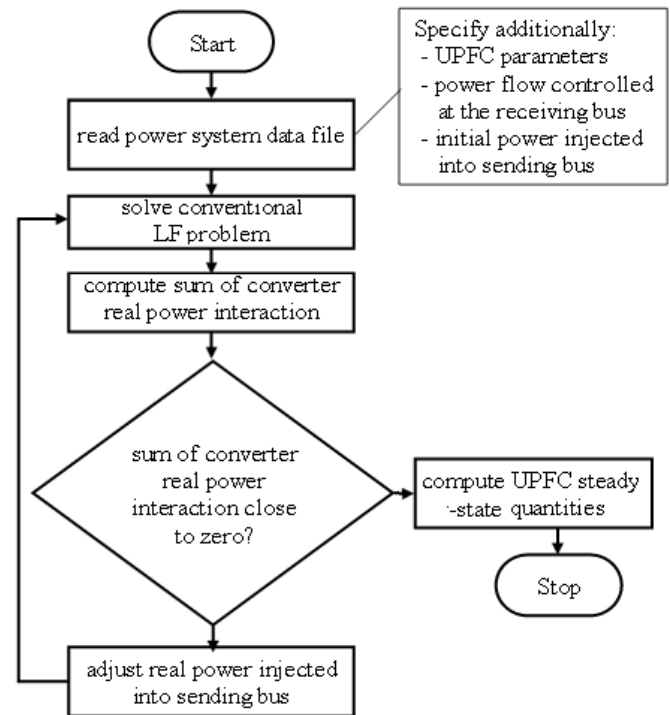 Start
Specify additionally:
- UPFC parameters
- power flow controlled
at the receiving bus
- initial power injected
into sending bus
read power system data file
solve conventional
LF problem
compute sum of converter
real power interaction
sum of converter
real power
interaction close
to zero?
compute UPFC steady
-state quantities
Stop
adjust real power injected
into sending bus